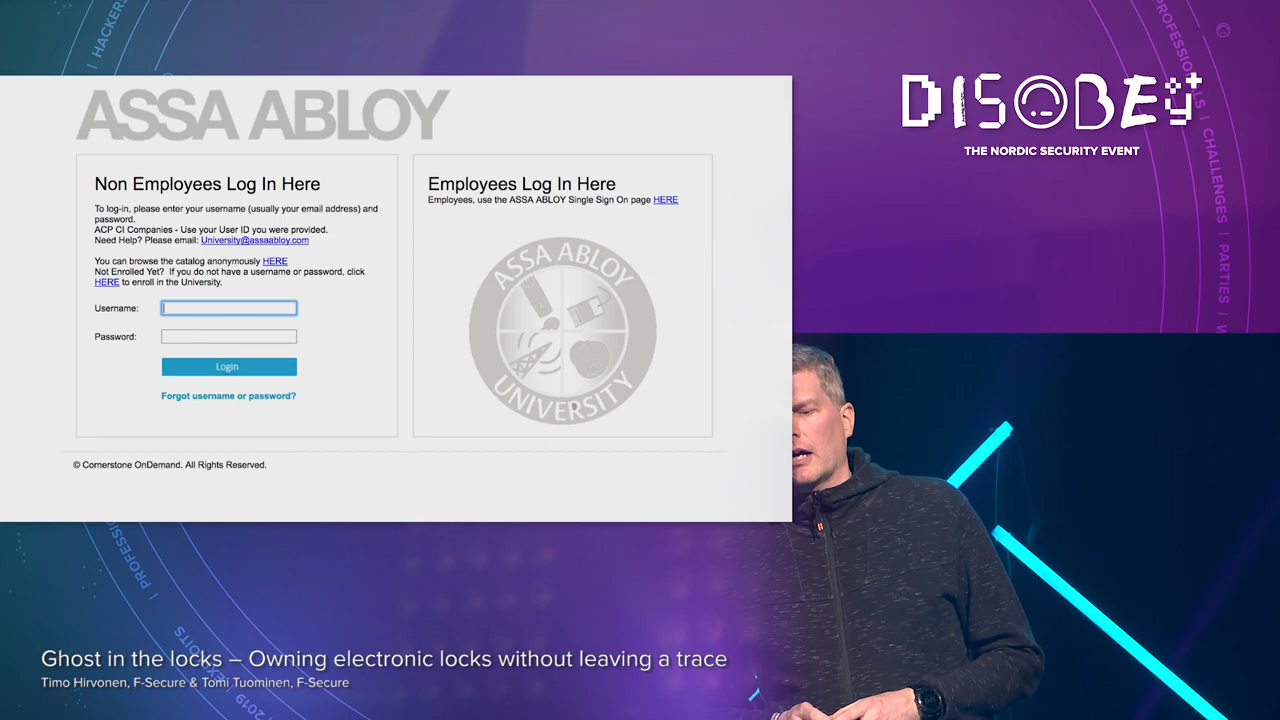 ASSA ABLOY
Non Employees Log In Here
To log-in, please enter your username (usually your email address) and
password.
ACP CI Companies - Use your User ID you were provided.
Need Help? Please email: University@assaabloy.com
You can browse the catalog anonymously HERE
Not Enrolled Yet? If you do not have a username or password, click
HERE to enroll in the University.
Username:
Password:
Login
Forgot username or password?
Employees Log In Here
Employees, use the ASSA ABLOY Single Sign On page HERE
ASSA ABLOY
UNIVERSITY
© Cornerstone OnDemand. All Rights Reserved.
DISOBEY
THE NORDIC SECURITY EVENT
| HACKERS
PROFESSIONALS | CHALLENGES | PARTIES |
PROFESSI
2019
Ghost in the locks – Owning electronic locks without leaving a trace
Timo Hirvonen, F-Secure & Tomi Tuominen, F-Secure